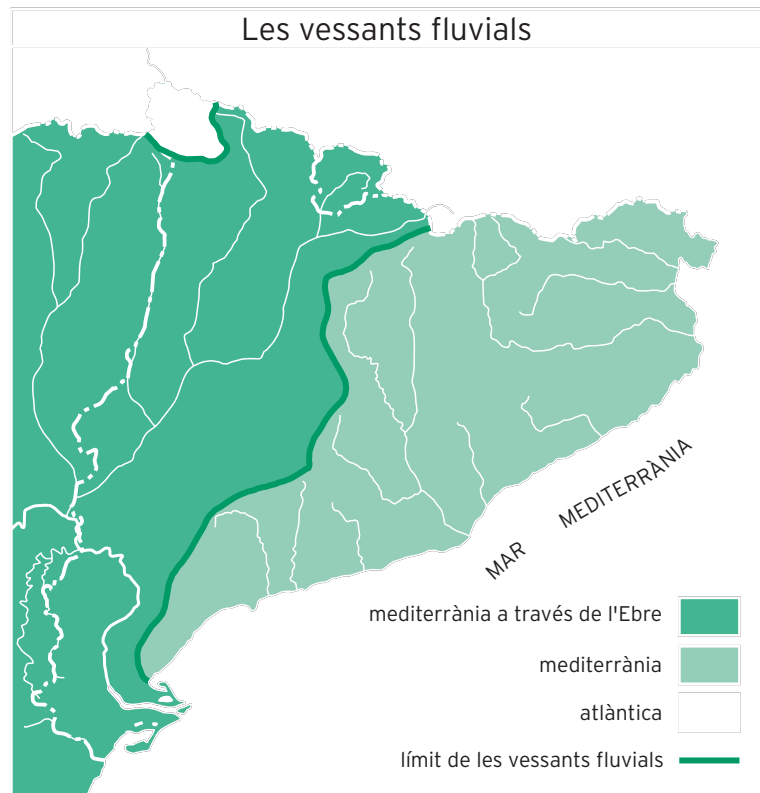 Les vessants fluvials
MAR MEDITERRÀNIA
mediterrània a través de l'Ebre
mediterrània
atlàntica
límit de les vessants fluvials